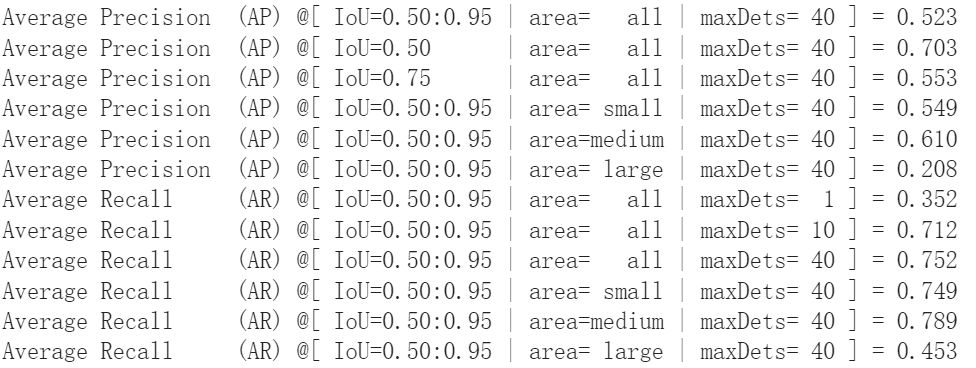 Average Precision  (AP) @[ IoU=0.50:0.95 | area=   all | maxDets= 40 ] = 0.523
Average Precision  (AP) @[ IoU=0.50      | area=   all | maxDets= 40 ] = 0.703
Average Precision  (AP) @[ IoU=0.75      | area=   all | maxDets= 40 ] = 0.553
Average Precision  (AP) @[ IoU=0.50:0.95 | area= small | maxDets= 40 ] = 0.549
Average Precision  (AP) @[ IoU=0.50:0.95 | area=medium | maxDets= 40 ] = 0.610
Average Precision  (AP) @[ IoU=0.50:0.95 | area= large | maxDets= 40 ] = 0.208
Average Recall     (AR) @[ IoU=0.50:0.95 | area=   all | maxDets=  1 ] = 0.352
Average Recall     (AR) @[ IoU=0.50:0.95 | area=   all | maxDets= 10 ] = 0.712
Average Recall     (AR) @[ IoU=0.50:0.95 | area=   all | maxDets= 40 ] = 0.752
Average Recall     (AR) @[ IoU=0.50:0.95 | area= small | maxDets= 40 ] = 0.749
Average Recall     (AR) @[ IoU=0.50:0.95 | area=medium | maxDets= 40 ] = 0.789
Average Recall     (AR) @[ IoU=0.50:0.95 | area= large | maxDets= 40 ] = 0.453